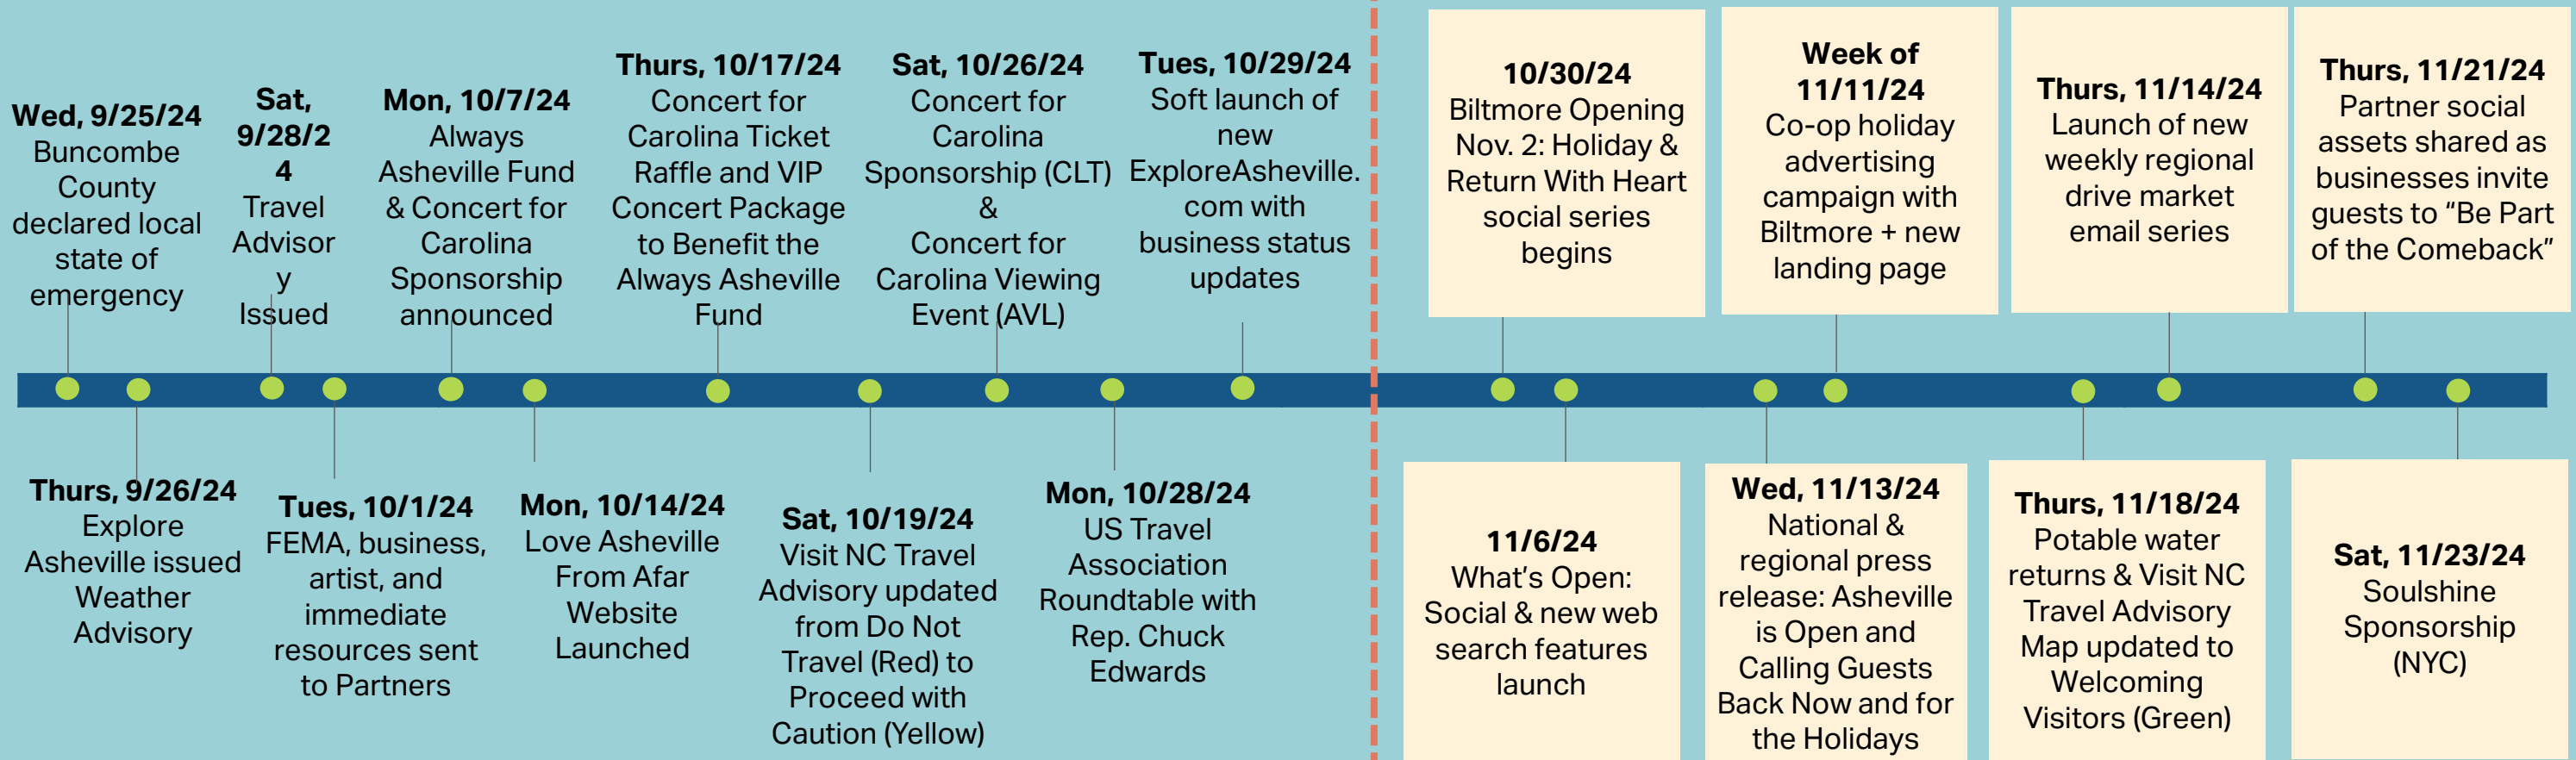 Wed, 9/25/24
Buncombe
County
declared local
state of
emergency
Sat,
9/28/2
4
Travel
Advisor
y
Issued
Mon, 10/7/24
Always
Asheville Fund
& Concert for
Carolina
Sponsorship
announced
Thurs, 10/17/24
Concert for
Carolina Ticket
Raffle and VIP
Concert Package
to Benefit the
Always Asheville
Fund
Sat, 10/26/24
Concert for
Carolina
Sponsorship (CLT)
&
Concert for
Carolina Viewing
Event (AVL)
Tues, 10/29/24
Soft launch of
new
ExploreAsheville.
com with
business status
updates
10/30/24
Biltmore Opening
Nov. 2: Holiday &
Return With Heart
social series
begins
Week of
11/11/24
Co-op holiday
advertising
campaign with
Biltmore + new
landing page
Thurs, 11/14/24
Launch of new
weekly regional
drive market
email series
Thurs, 11/21/24
Partner social
assets shared as
businesses invite
guests to “Be Part
of the Comeback”
Thurs, 9/26/24
Explore
Asheville issued
Weather
Advisory
Tues, 10/1/24
FEMA, business,
artist, and
immediate
resources sent
to Partners
Mon, 10/14/24
Love Asheville
From Afar
Website
Launched
Sat, 10/19/24
Visit NC Travel
Advisory updated
from Do Not
Travel (Red) to
Proceed with
Caution (Yellow)
Mon, 10/28/24
US Travel
Association
Roundtable with
Rep. Chuck
Edwards
11/6/24
What’s Open:
Social & new web
search features
launch
Wed, 11/13/24
National &
regional press
release: Asheville
is Open and
Calling Guests
Back Now and for
the Holidays
Thurs, 11/18/24
Potable water
returns & Visit NC
Travel Advisory
Map updated to
Welcoming
Visitors (Green)
Sat, 11/23/24
Soulshine
Sponsorship
(NYC)